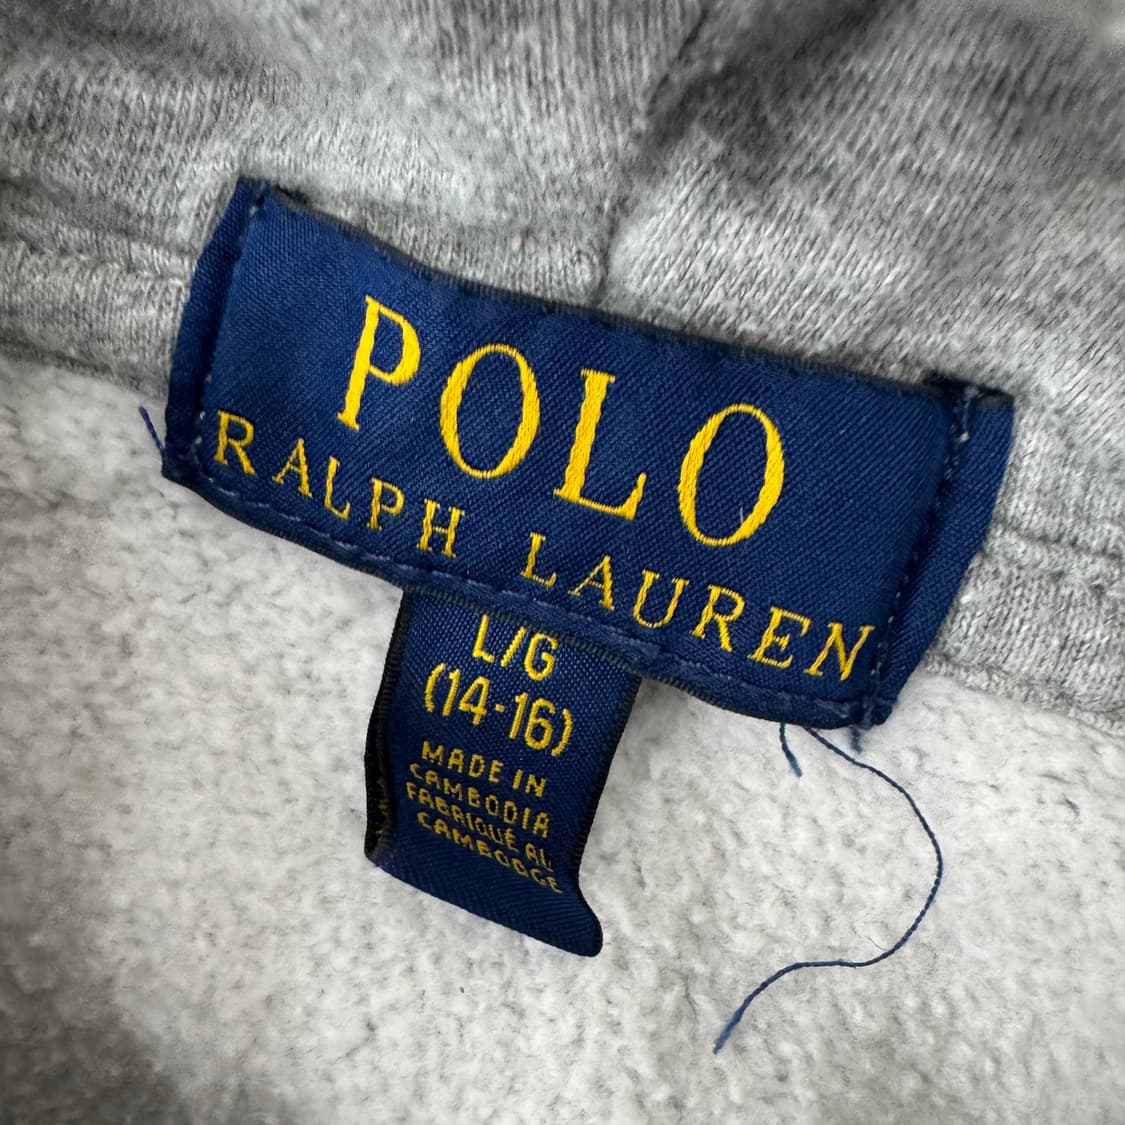 POLO
RALPH LAUREN
L/G
(14-16)
MADE IN
CAMBODIA
FABRIQUÉ AU
CAMBODGE